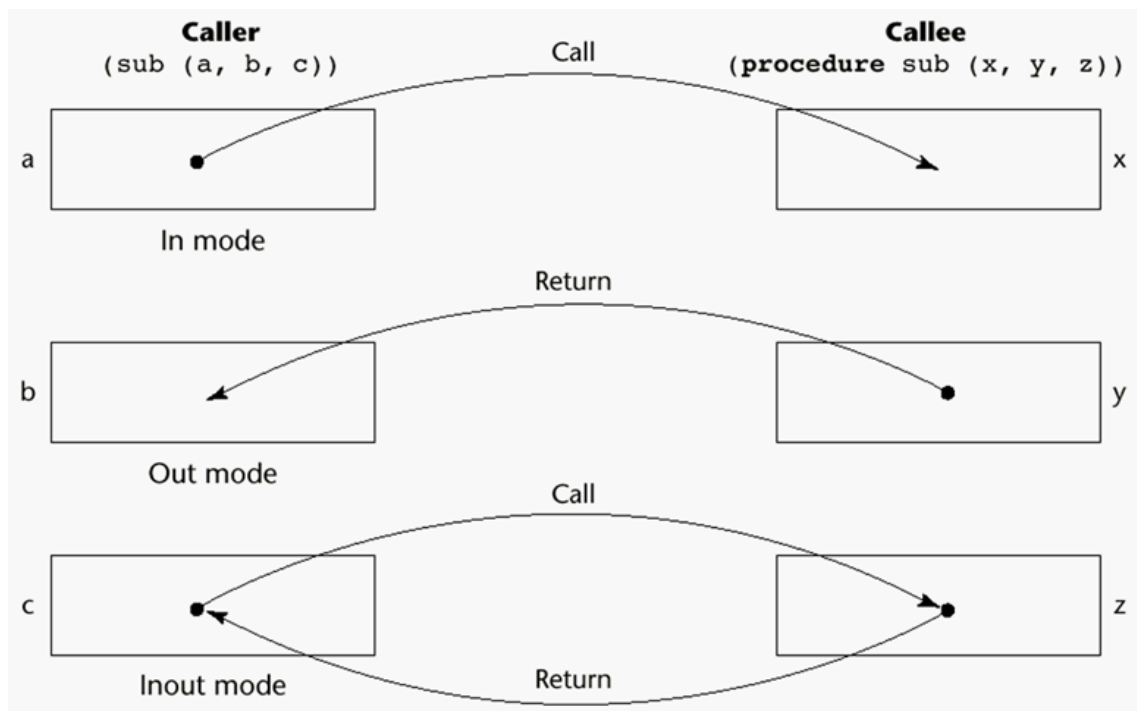 Caller
Callee
(sub (a, b, c))
Call
(procedure sub (x, y, z))
a
x
In mode
Return
b
y
Out mode
Call
c
z
Inout mode
Return